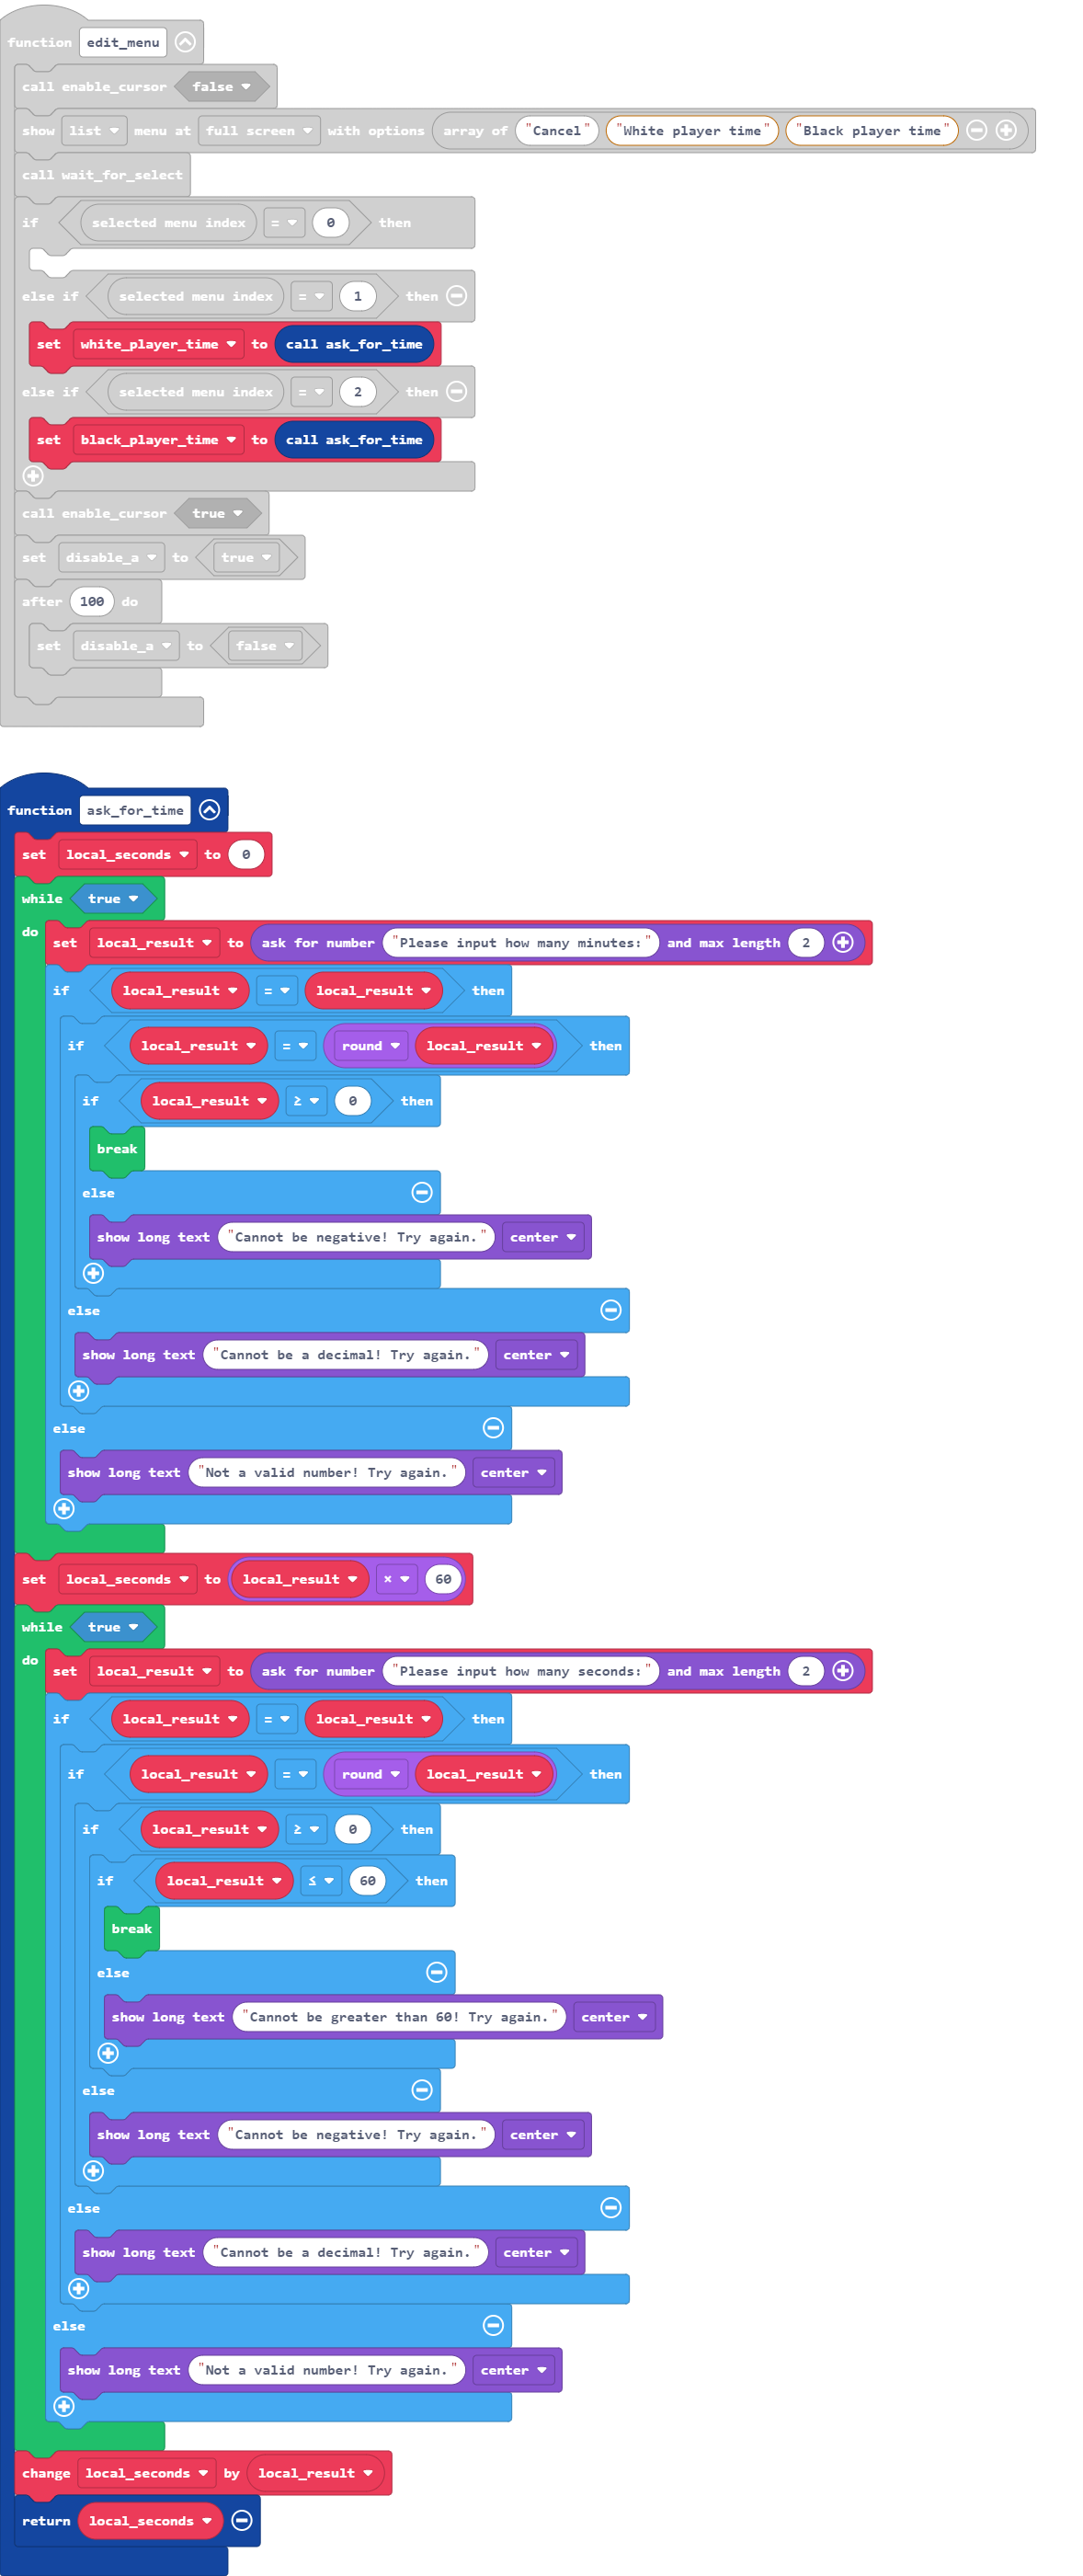 function edit_menu
call enable_cursor false
show list menu at full screen with options array of "Cancel" "White player time" "Black player time"
call wait_for_select
if selected menu index = 0 then
else if selected menu index = 1 then
set white_player_time to call ask_for_time
else if selected menu index = 2 then
set black_player_time to call ask_for_time
call enable_cursor true
set disable_a to true
after 100 do
set disable_a to false
function ask_for_time
set local_seconds to 0
while true
do set local_result to ask for number "Please input how many minutes:" and max length 2
if local_result = local_result then
if local_result = round local_result then
if local_result ≥ 0 then
break
else
show long text "Cannot be negative! Try again." center
else
show long text "Cannot be a decimal! Try again." center
else
show long text "Not a valid number! Try again." center
set local_seconds to local_result × 60
while true
do set local_result to ask for number "Please input how many seconds:" and max length 2
if local_result = local_result then
if local_result = round local_result then
if local_result ≥ 0 then
if local_result ≤ 60 then
break
else
show long text "Cannot be greater than 60! Try again." center
else
show long text "Cannot be negative! Try again." center
else
show long text "Cannot be a decimal! Try again." center
else
show long text "Not a valid number! Try again." center
change local_seconds by local_result
return local_seconds